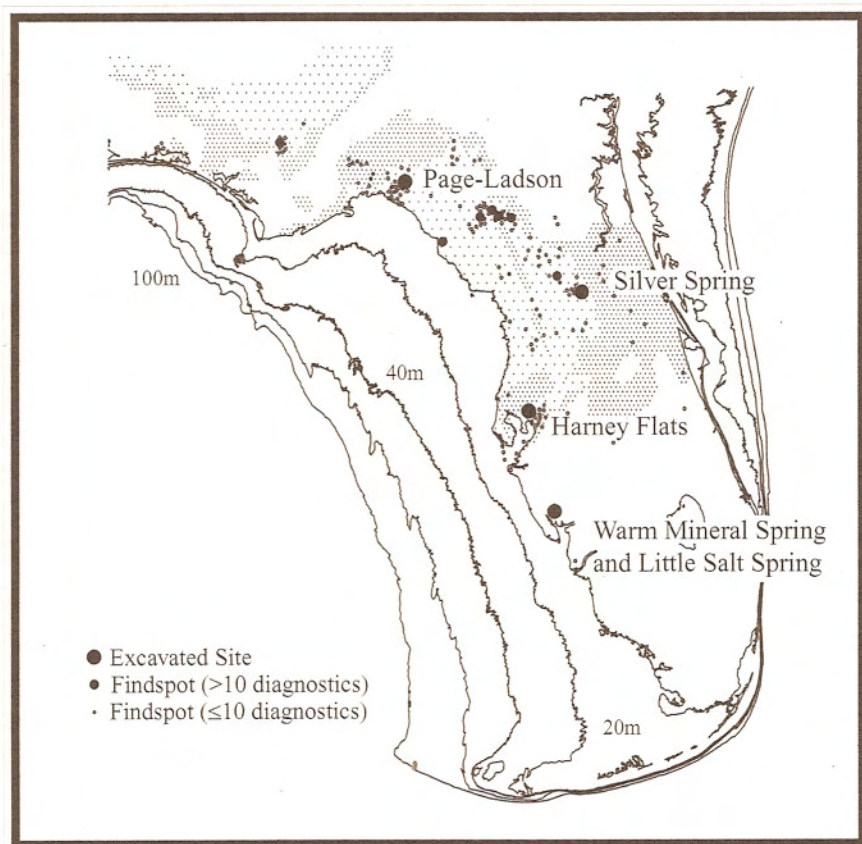 Page-Ladson
Silver Spring
100m
40m
Harney Flats
Warm Mineral Spring
and Little Salt Spring
● Excavated Site
• Findspot (>10 diagnostics)
· Findspot (≤10 diagnostics)
20m